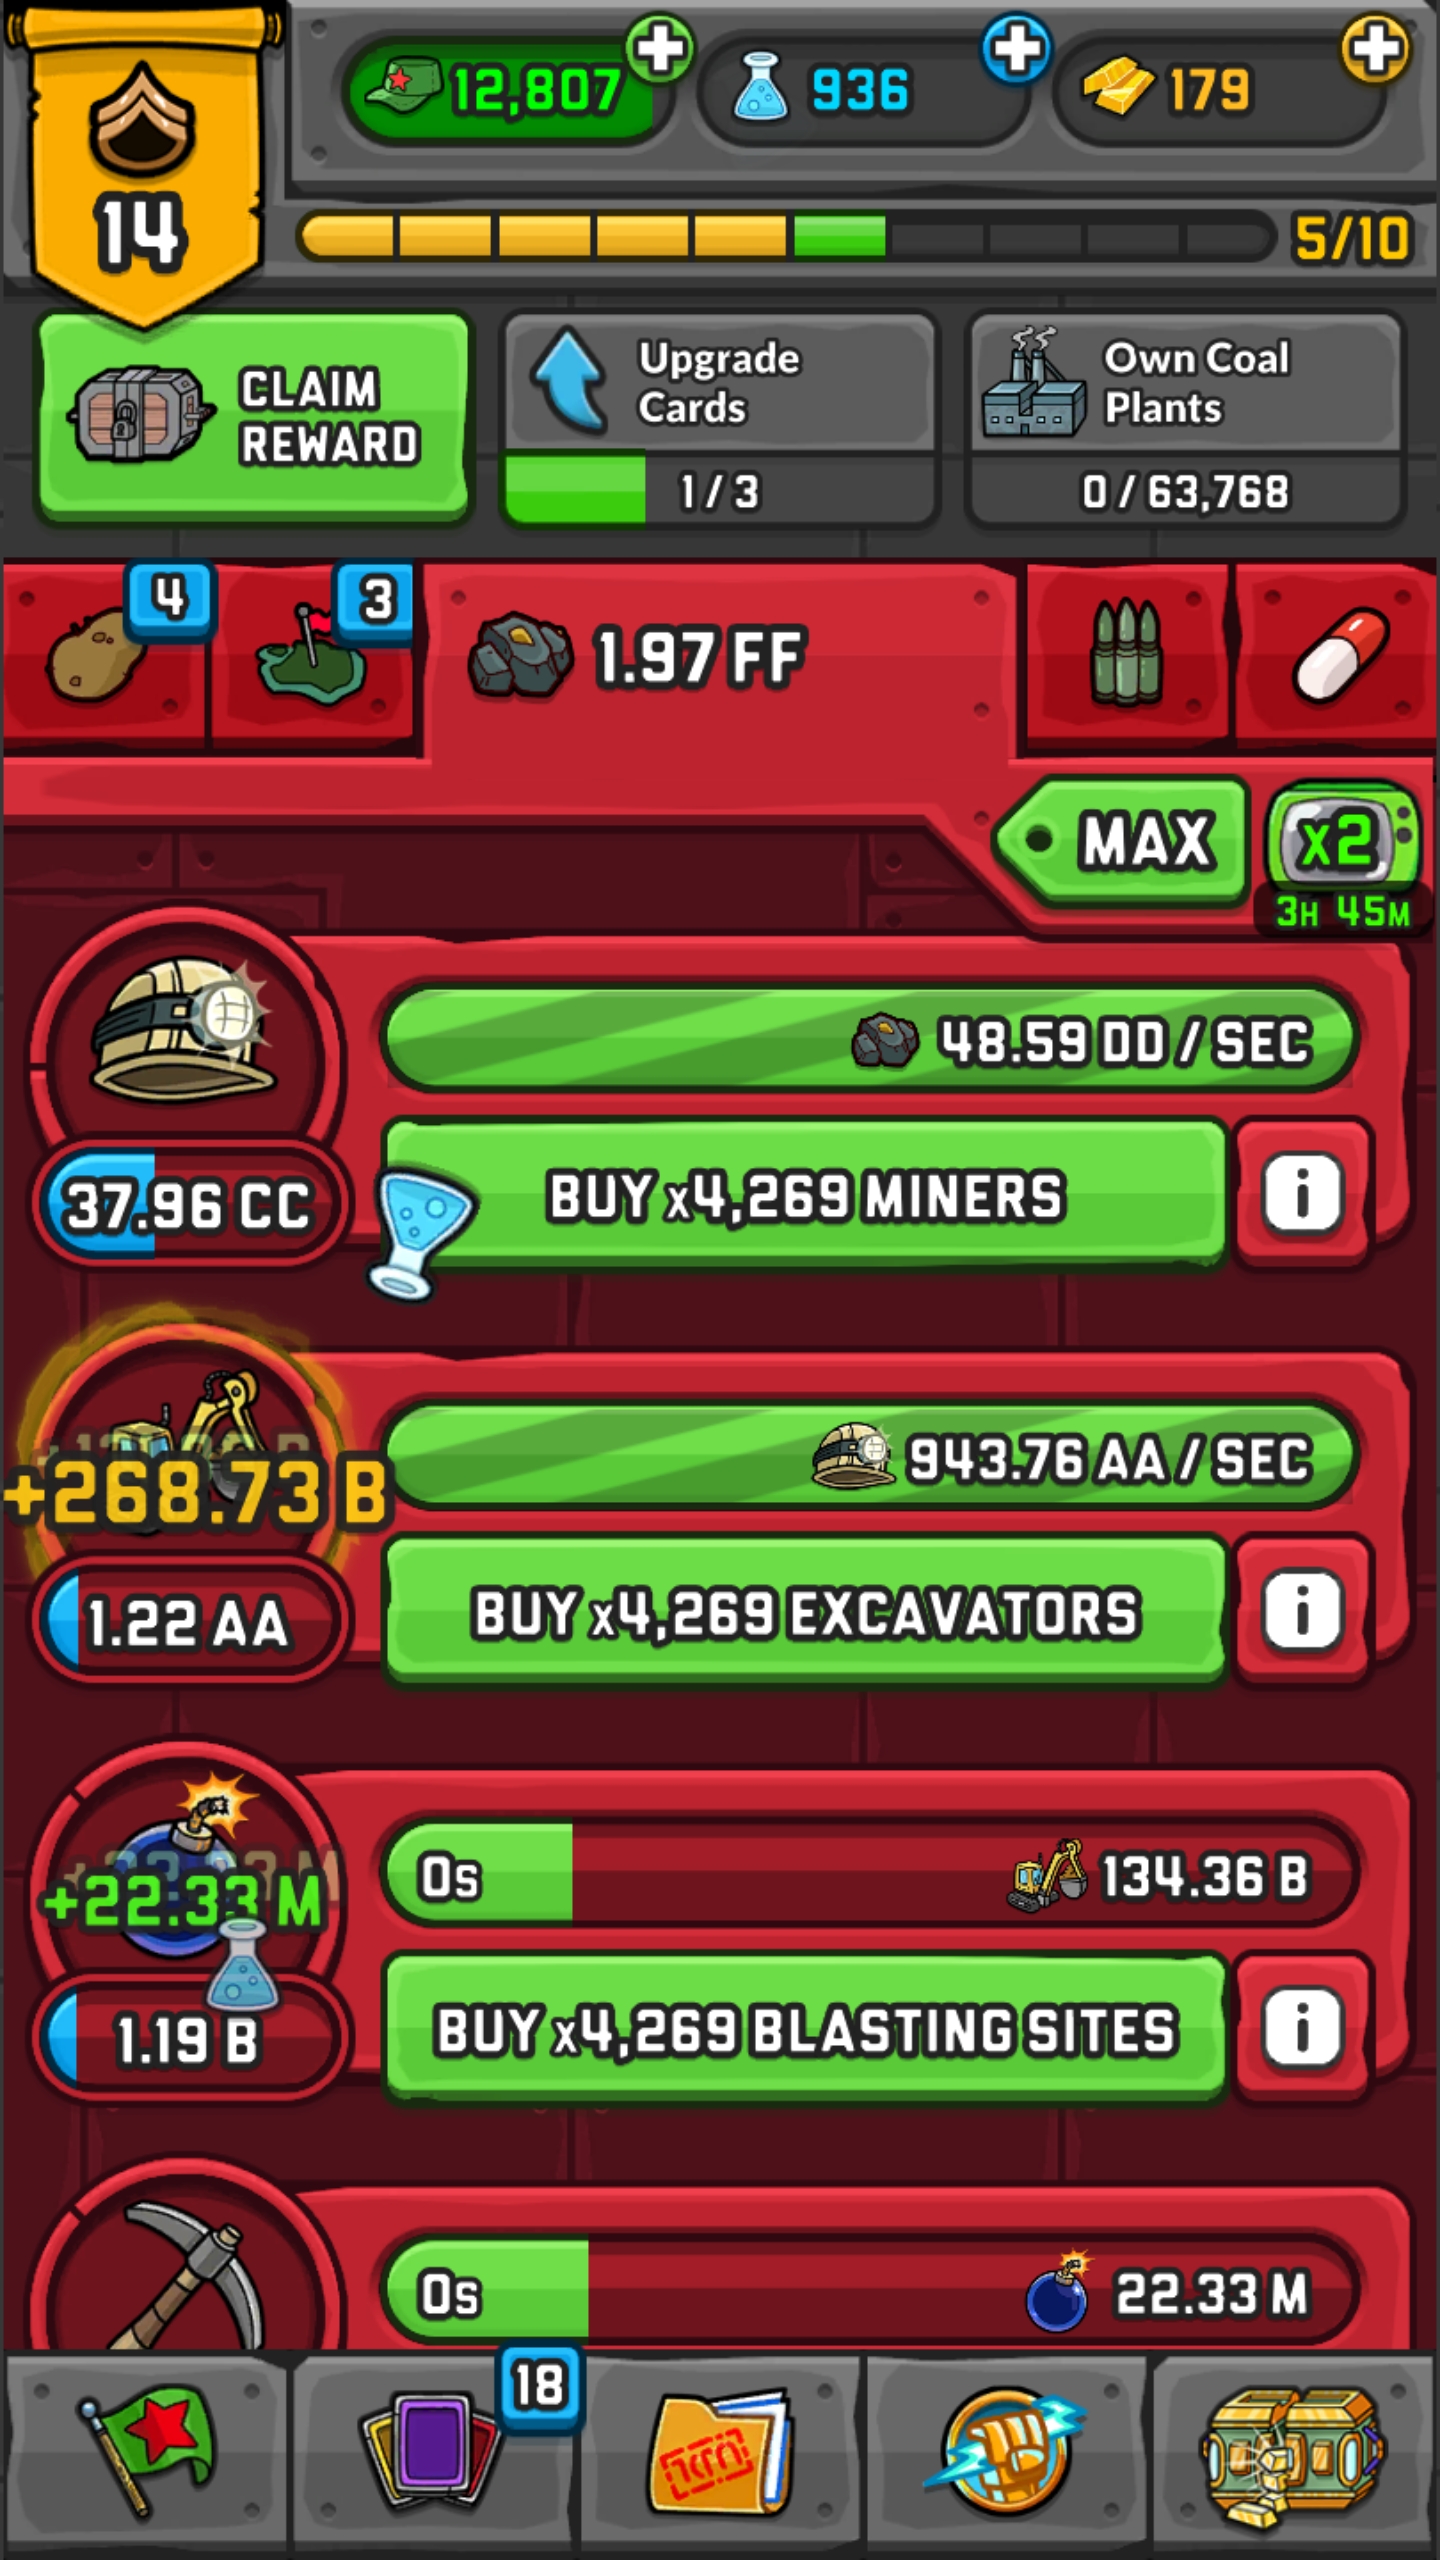 12,807
936
179
14
5/10
CLAIM
REWARD
Upgrade
Cards
1/3
Own Coal
Plants
0/63,768
4
3
1.97 FF
MAX
x2
3H 45M
48.59 DD/SEC
37.96 CC
BUY x4,269 MINERS
i
943.76 AA/SEC
+268.73 B
1.22 AA
BUY x4,269 EXCAVATORS
i
0s
134.36 B
+22.33 M
1.19 B
BUY x4,269 BLASTING SITES
i
0s
22.33 M
18